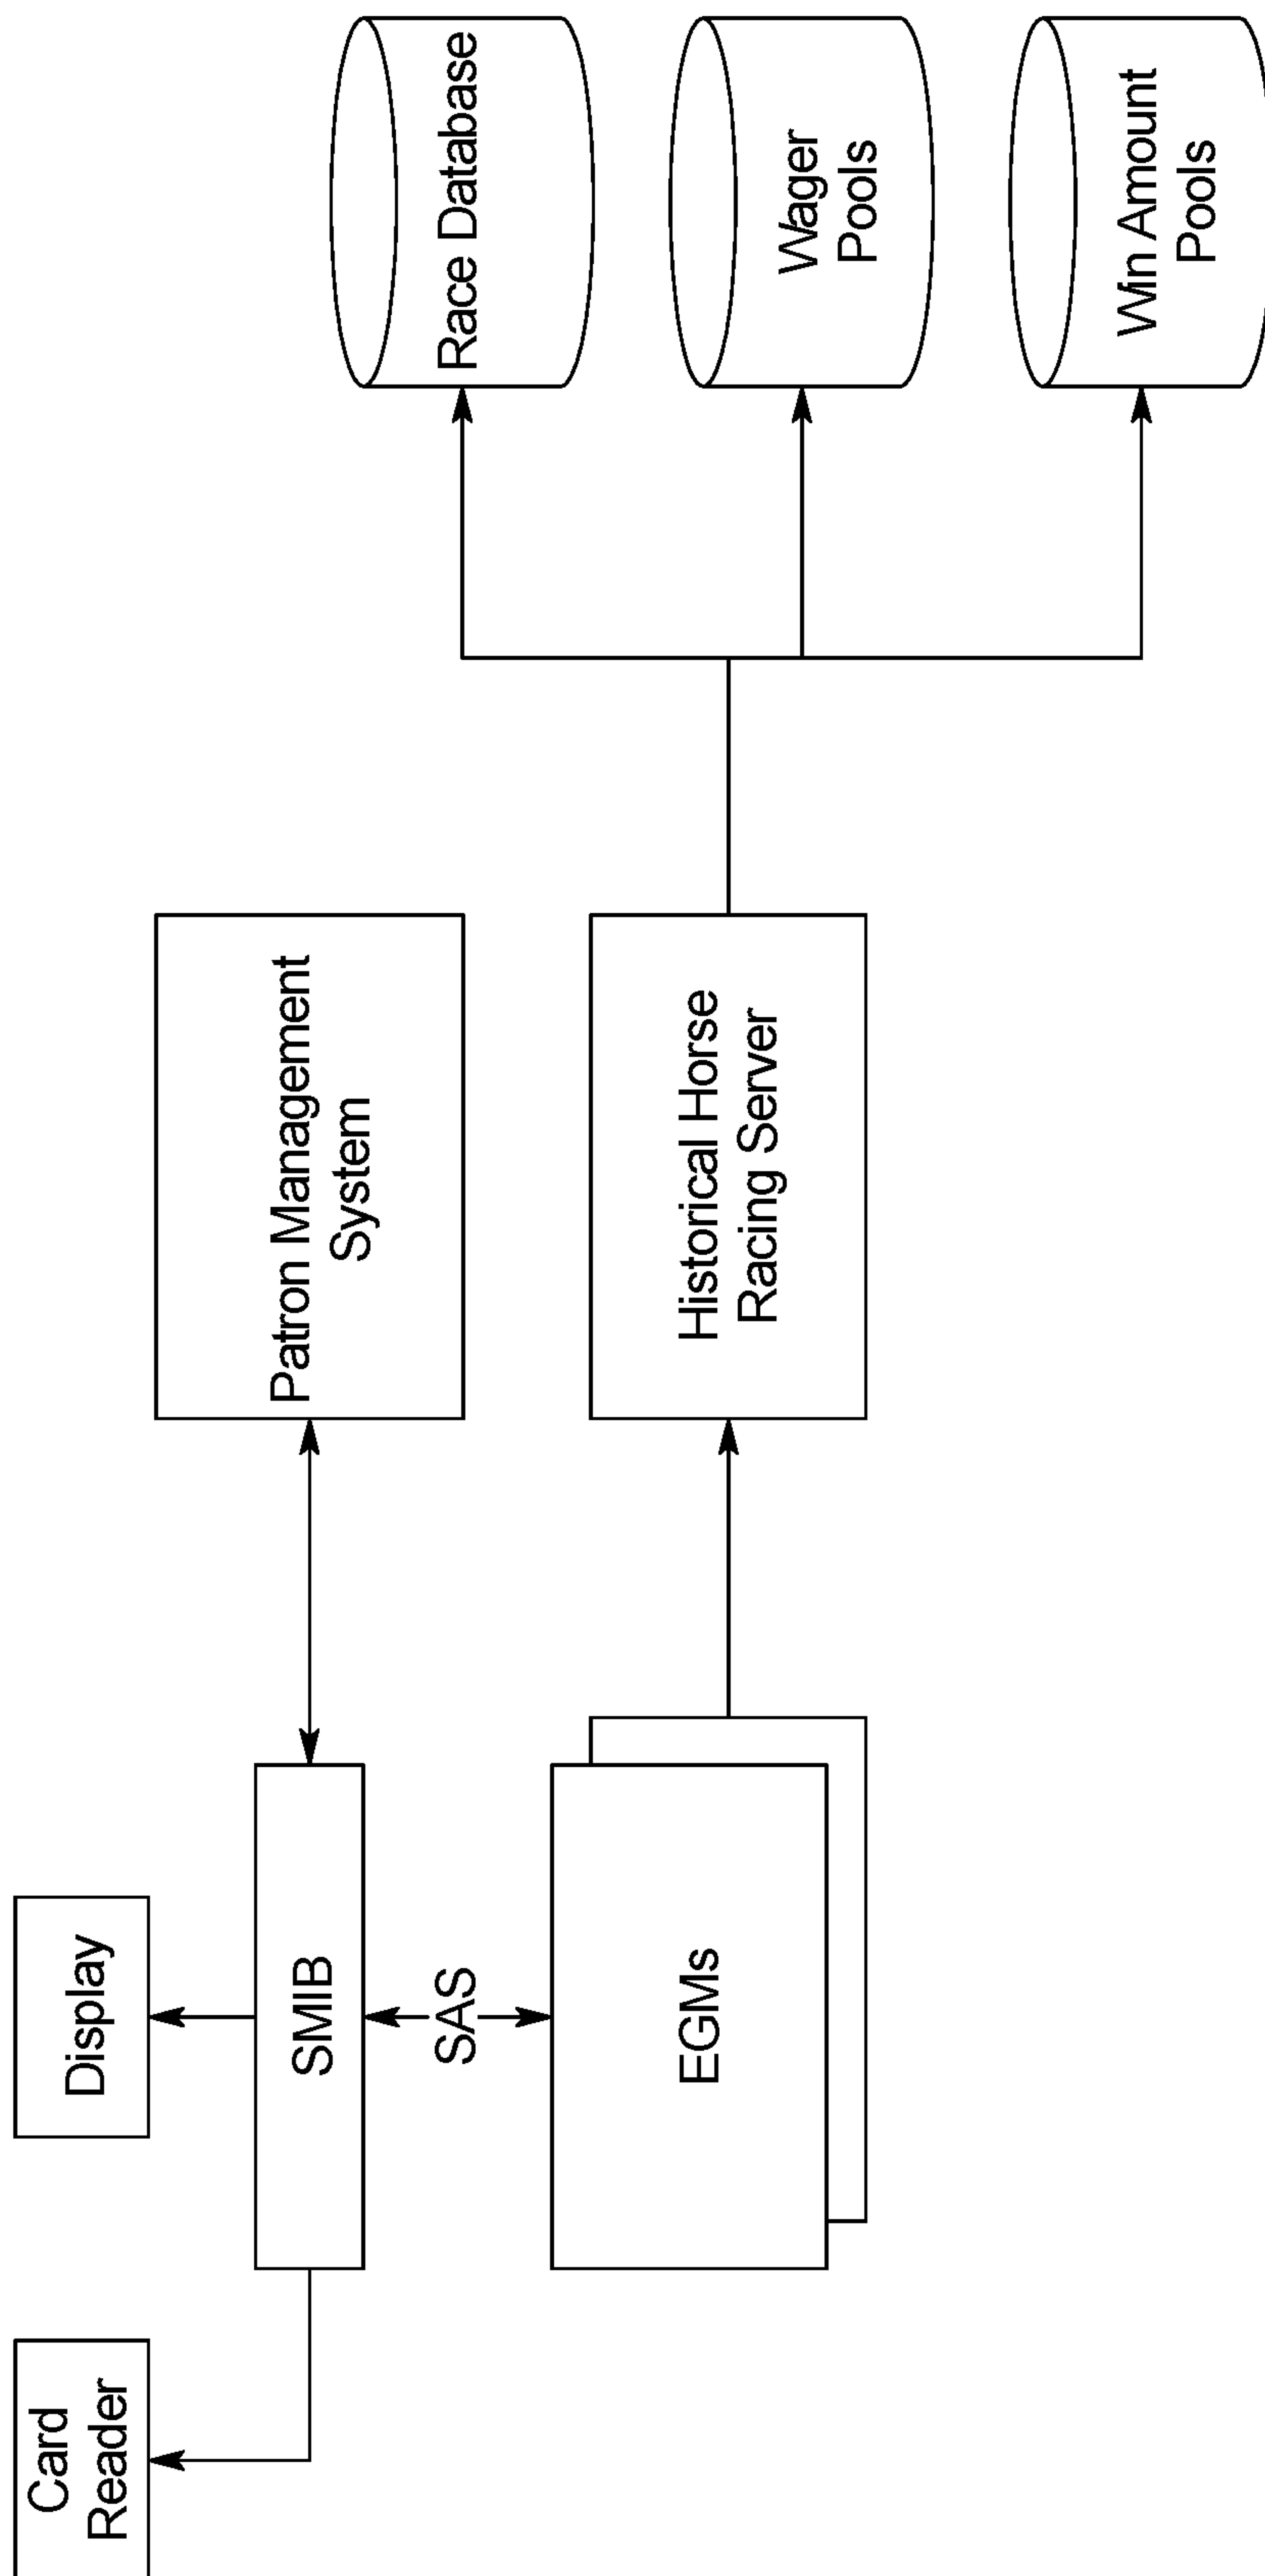 Card
Reader
Display
SMIB
Patron Management
System
SAS
EGMs
Historical Horse
Racing Server
Race Database
Wager
Pools
Win Amount
Pools